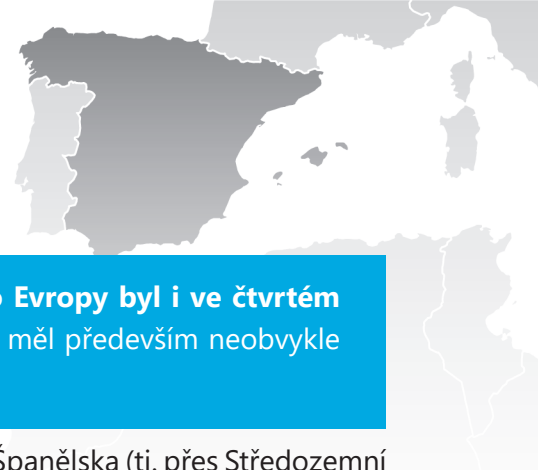 Evropy byl i ve čtvrtém
měl především neobvykle
Španělska (tj. přes Středozemní